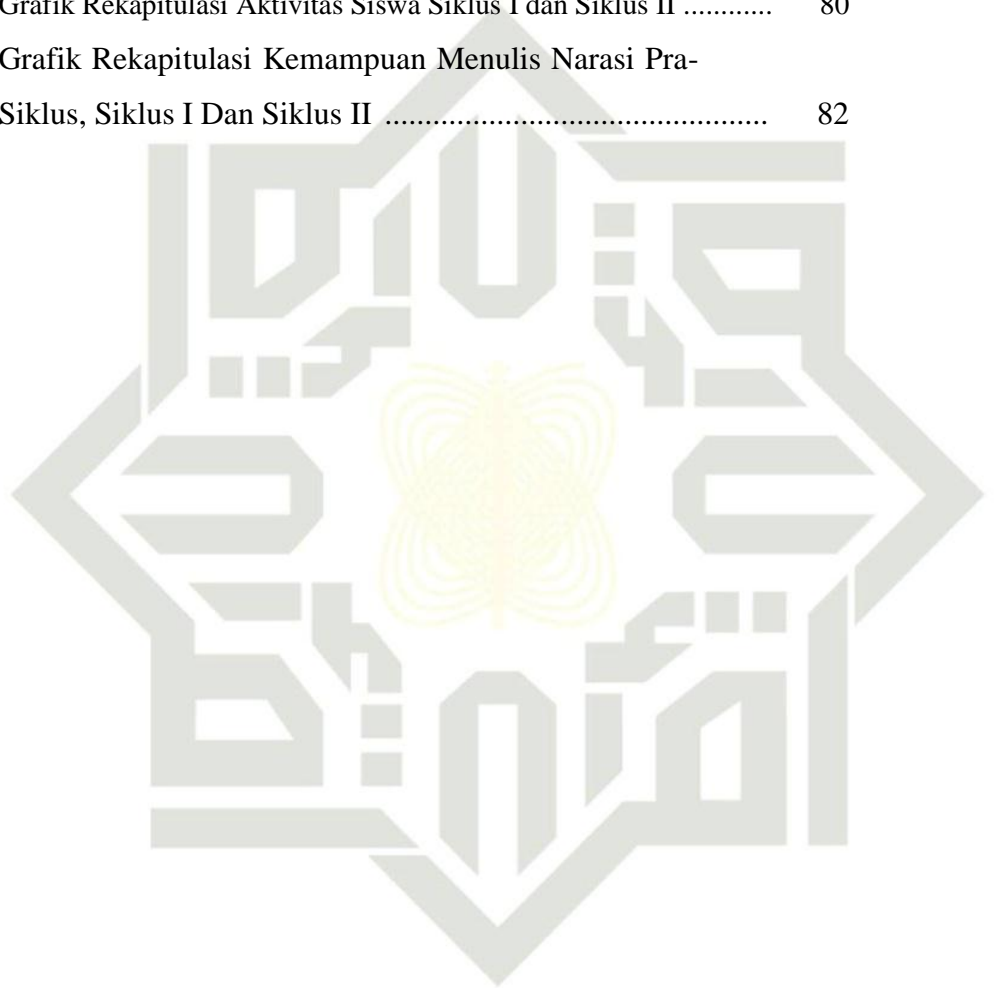 Grafik Rekapitulasi Aktivitas Siswa Siklus I dan Siklus II ............ 80
Grafik Rekapitulasi Kemampuan Menulis Narasi Pra-
Siklus, Siklus I Dan Siklus II ............................................... 82